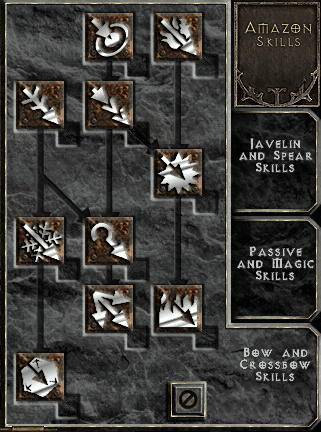 Amazon
Skills
Javelin
and Spear
Skills
Passive
and Magic
Skills
Bow and
Crossbow
Skills